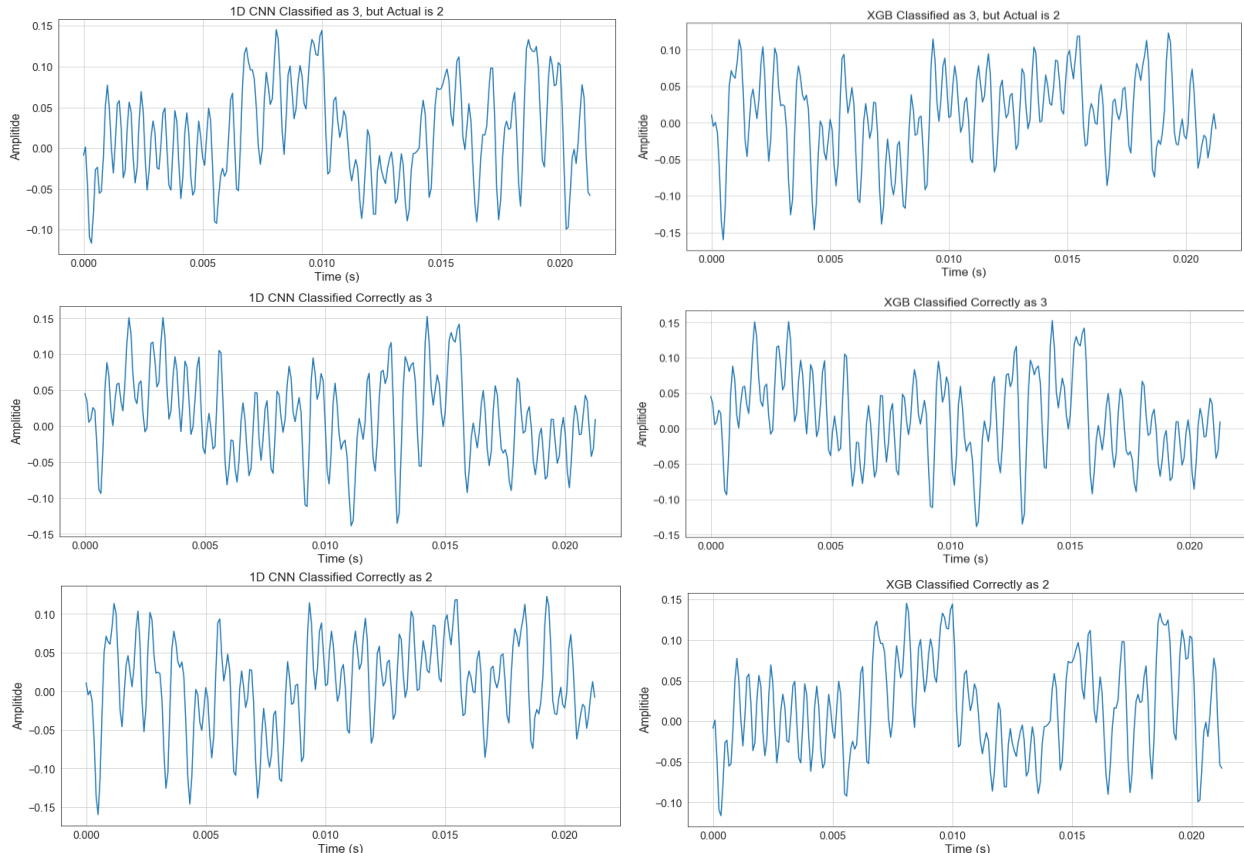 1D CNN Classified as 3, but Actual is 2
0.15
0.10
0.05
0.00
−0.05
−0.10
Amplitide
0.000 0.005 0.010 0.015 0.020
Time (s)
XGB Classified as 3, but Actual is 2
0.10
0.05
0.00
−0.05
−0.10
−0.15
Amplitide
0.000 0.005 0.010 0.015 0.020
Time (s)
1D CNN Classified Correctly as 3
0.15
0.10
0.05
0.00
−0.05
−0.10
−0.15
Amplitide
0.000 0.005 0.010 0.015 0.020
Time (s)
XGB Classified Correctly as 3
0.15
0.10
0.05
0.00
−0.05
−0.10
−0.15
Amplitide
0.000 0.005 0.010 0.015 0.020
Time (s)
1D CNN Classified Correctly as 2
0.10
0.05
0.00
−0.05
−0.10
−0.15
Amplitide
0.000 0.005 0.010 0.015 0.020
Time (s)
XGB Classified Correctly as 2
0.15
0.10
0.05
0.00
−0.05
−0.10
Amplitide
0.000 0.005 0.010 0.015 0.020
Time (s)